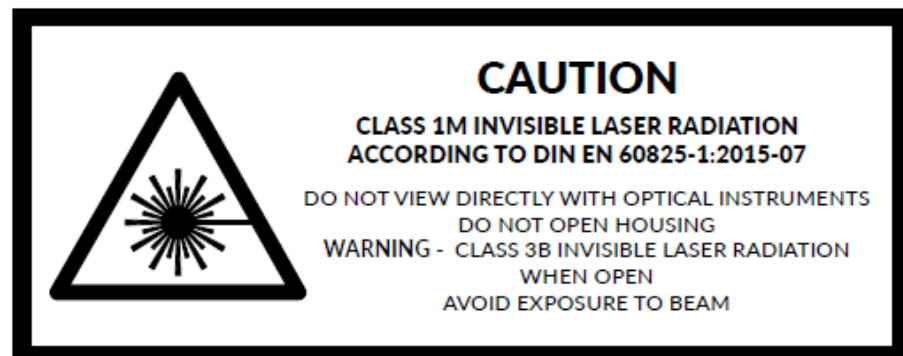 CAUTION
CLASS 1M INVISIBLE LASER RADIATION
ACCORDING TO DIN EN 60825-1:2015-07
DO NOT VIEW DIRECTLY WITH OPTICAL INSTRUMENTS
DO NOT OPEN HOUSING
WARNING - CLASS 3B INVISIBLE LASER RADIATION
WHEN OPEN
AVOID EXPOSURE TO BEAM